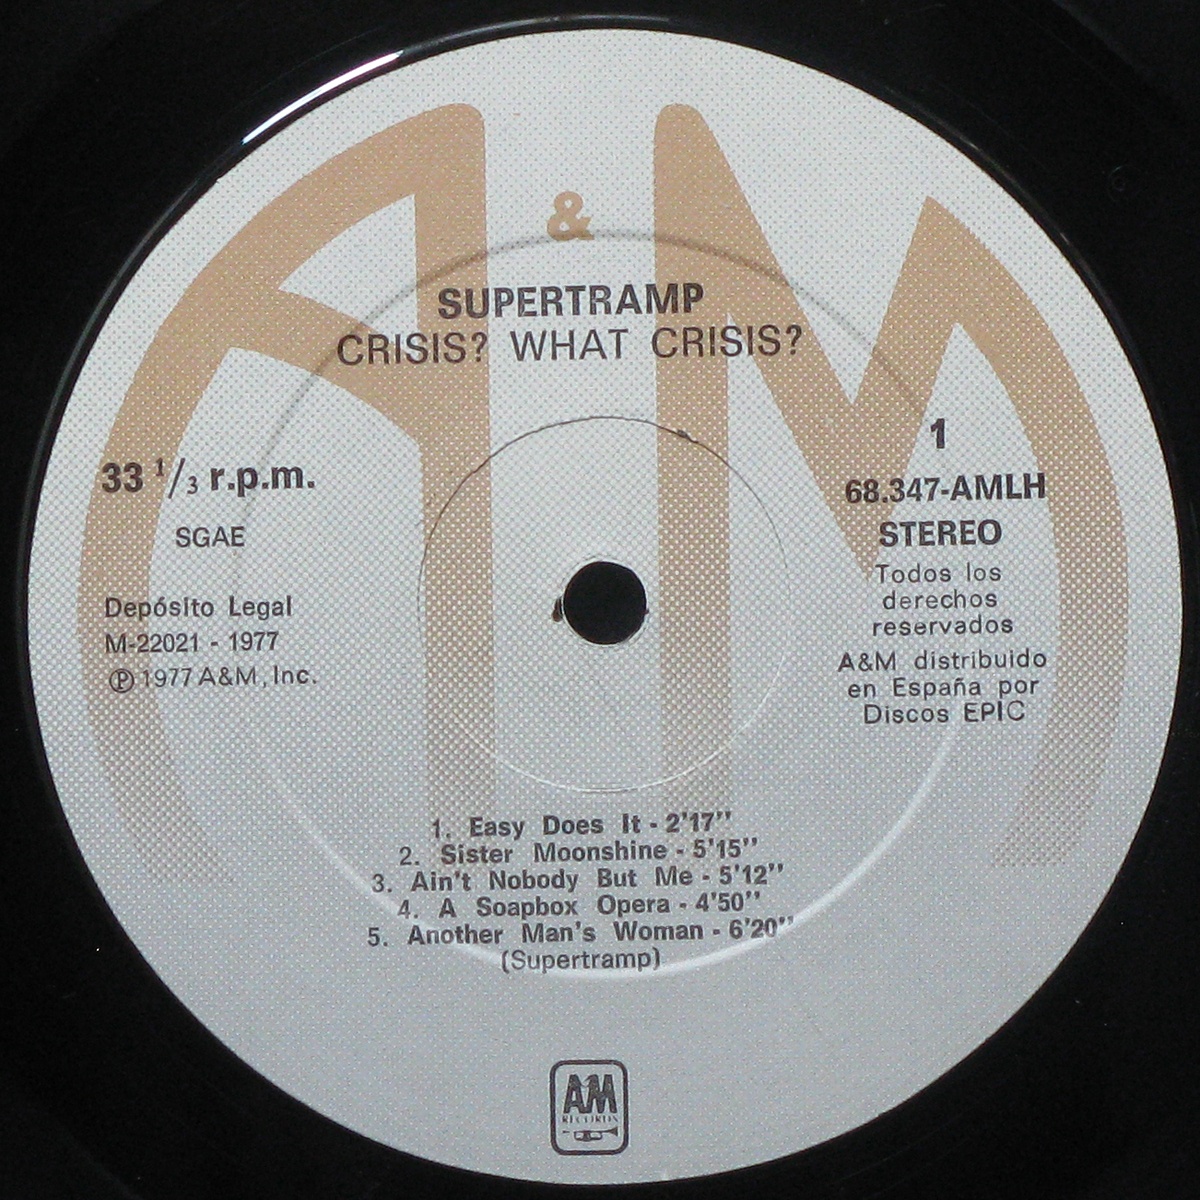 A & M
SUPERTRAMP
CRISIS? WHAT CRISIS?
33 1/3 r.p.m.
SGAE
Depósito Legal
M-22021 - 1977
℗ 1977 A&M, Inc.
1
68.347-AMLH
STEREO
Todos los
derechos
reservados
A&M distribuido
en España por
Discos EPIC
1. Easy Does It - 2'17''
2. Sister Moonshine - 5'15''
3. Ain't Nobody But Me - 5'12''
4. A Soapbox Opera - 4'50''
5. Another Man's Woman - 6'20''
(Supertramp)
AM
RECORDS